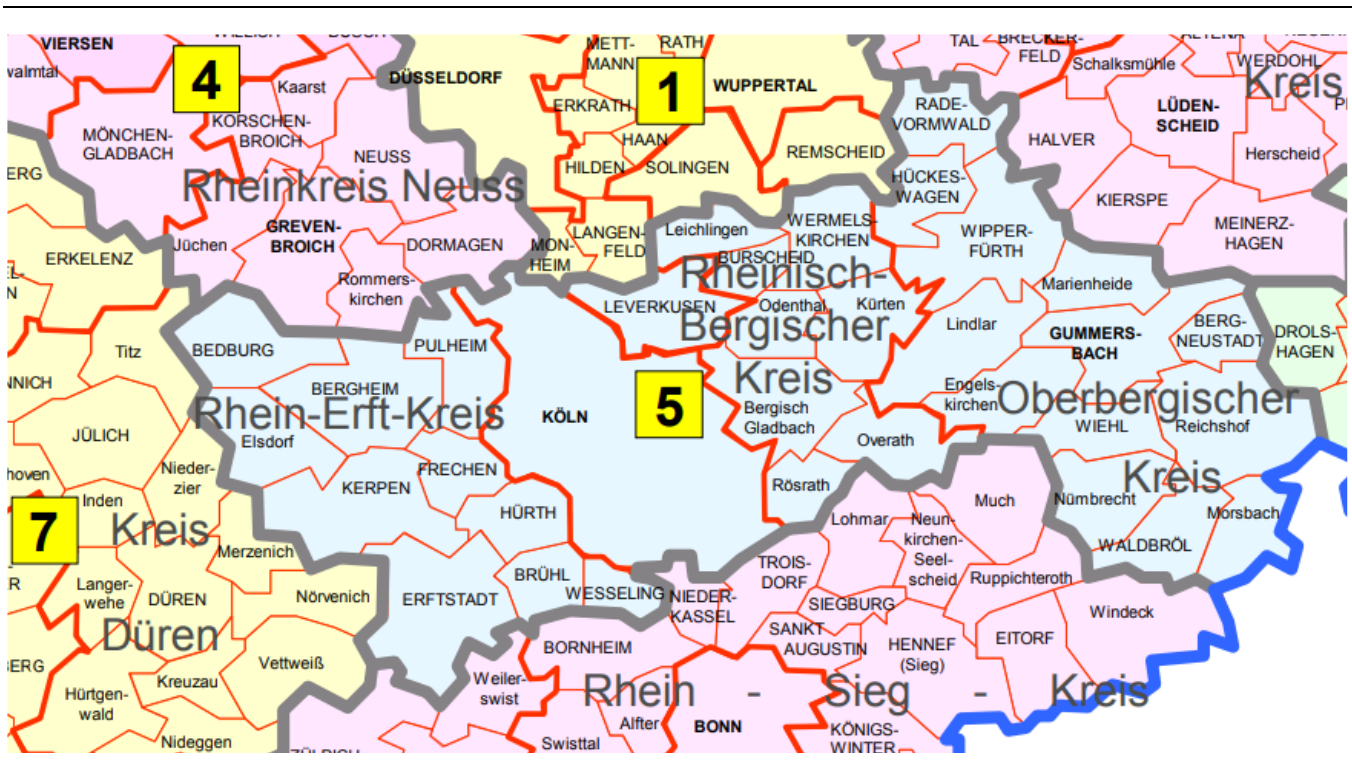 VIERSEN
walmtal
4
Kaarst
KORSCHEN-
BROICH
MÖNCHEN-
GLADBACH
NEUSS
Rheinkreis Neuss
GREVEN-
BROICH
Jüchen
DORMAGEN
Rommers-
kirchen
DÜSSELDORF
METT-
MANN
RATH
1
WUPPERTAL
ERKRATH
HAAN
HILDEN
SOLINGEN
REMSCHEID
LANGEN-
FELD
MON-
HEIM
RADE-
VORMWALD
HÜCKES-
WAGEN
TAL
BRECKER-
FELD
Schalksmühle
ALTENA
WERDOHL
Kreis
LÜDEN-
SCHEID
HALVER
Herscheid
KIERSPE
MEINERZ-
HAGEN
ERG
ERKELENZ
EL-
N
Titz
NNICH
JÜLICH
hoven
Nieder-
zier
Inden
7
Kreis
Merzenich
Langer-
wehe
DÜREN
Nörvenich
Düren
R
BERG
Vettweiß
Kreuzau
Hürtgen-
wald
Nideggen
BEDBURG
PULHEIM
BERGHEIM
Rhein-Erft-Kreis
Elsdorf
FRECHEN
KERPEN
HÜRTH
BRÜHL
ERFTSTADT
WESSELING
KÖLN
5
Leichlingen
WERMELS-
KIRCHEN
BURSCHEID
Rheinisch-
LEVERKUSEN
Odenthal
Kürten
Bergischer
Kreis
Bergisch
Gladbach
Overath
Rösrath
WIPPER-
FÜRTH
Marienheide
Lindlar
GUMMERS-
BACH
BERG-
NEUSTADT
DROLS-
HAGEN
Engels-
kirchen
Oberbergischer
WIEHL
Reichshof
Kreis
Nümbrecht
Morsbach
WALDBRÖL
Much
Lohmar
Neun-
kirchen-
Seel-
scheid
TROIS-
DORF
Ruppichteroth
NIEDER-
KASSEL
SIEGBURG
Windeck
SANKT
AUGUSTIN
HENNEF
(Sieg)
EITORF
BORNHEIM
Weiler-
swist
Rhein - Sieg - Kreis
Alfter
BONN
Swisttal
KÖNIGS-
WINTER